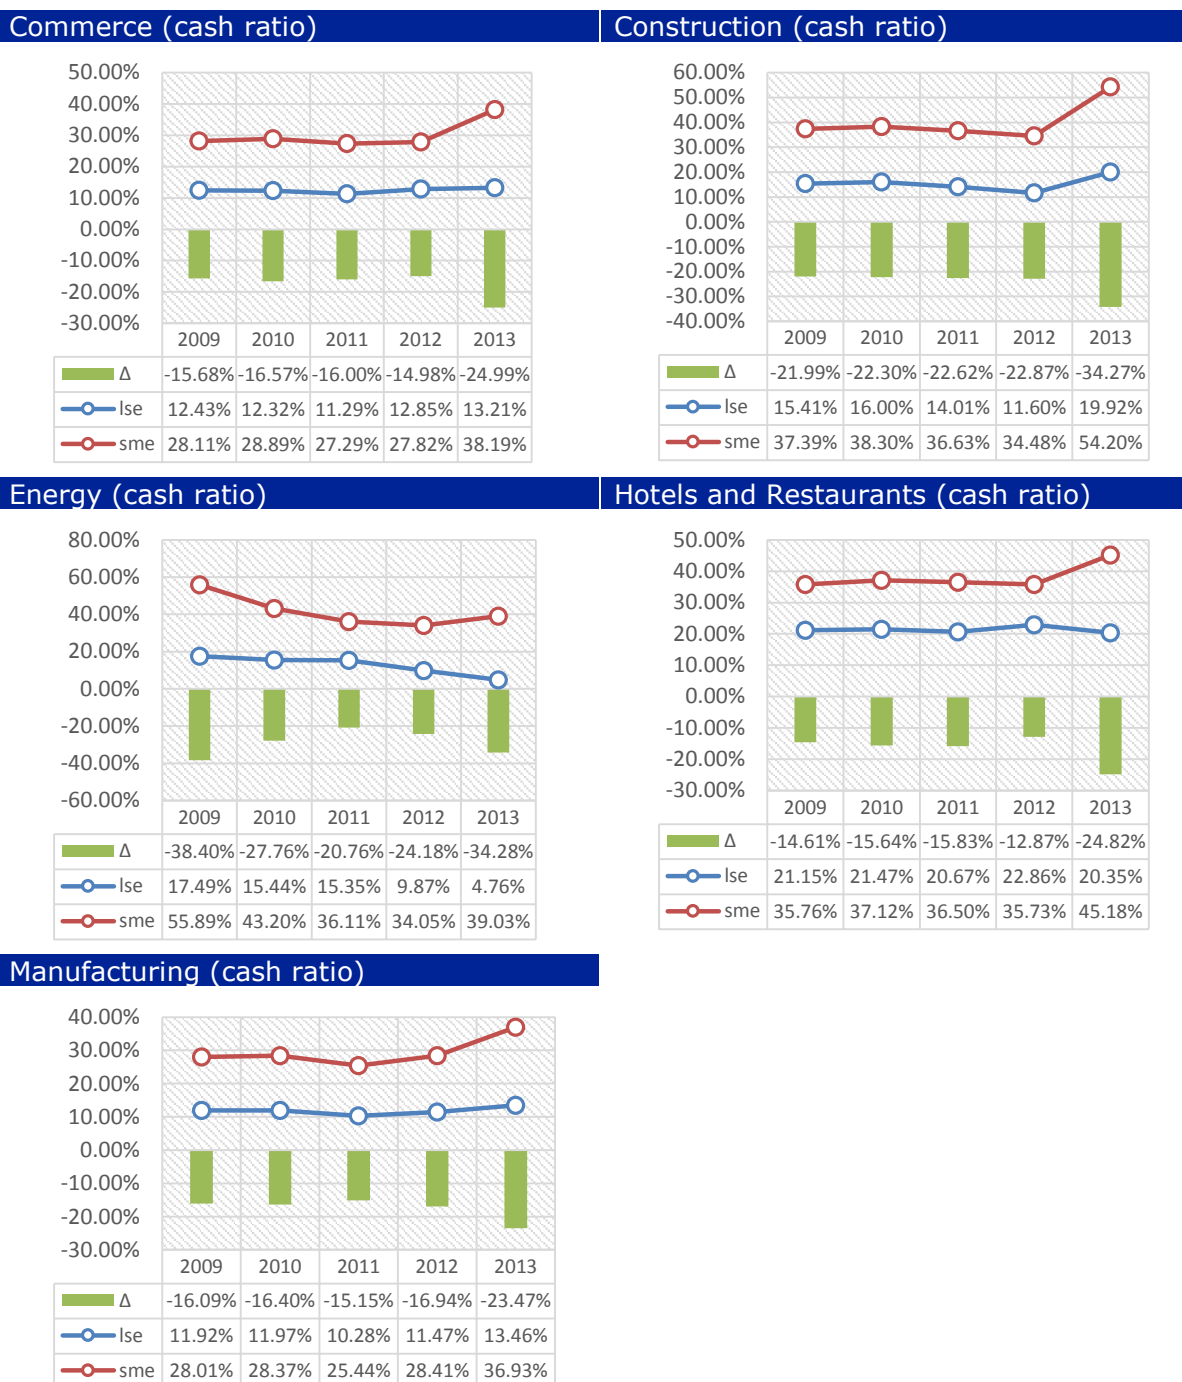 Commerce (cash ratio)
50.00%
40.00%
30.00%
20.00%
10.00%
0.00%
-10.00%
-20.00%
-30.00%
2009 2010 2011 2012 2013
Δ -15.68% -16.57% -16.00% -14.98% -24.99%
lse 12.43% 12.32% 11.29% 12.85% 13.21%
sme 28.11% 28.89% 27.29% 27.82% 38.19%
Construction (cash ratio)
60.00%
50.00%
40.00%
30.00%
20.00%
10.00%
0.00%
-10.00%
-20.00%
-30.00%
-40.00%
2009 2010 2011 2012 2013
Δ -21.99% -22.30% -22.62% -22.87% -34.27%
lse 15.41% 16.00% 14.01% 11.60% 19.92%
sme 37.39% 38.30% 36.63% 34.48% 54.20%
Energy (cash ratio)
80.00%
60.00%
40.00%
20.00%
0.00%
-20.00%
-40.00%
-60.00%
2009 2010 2011 2012 2013
Δ -38.40% -27.76% -20.76% -24.18% -34.28%
lse 17.49% 15.44% 15.35% 9.87% 4.76%
sme 55.89% 43.20% 36.11% 34.05% 39.03%
Hotels and Restaurants (cash ratio)
50.00%
40.00%
30.00%
20.00%
10.00%
0.00%
-10.00%
-20.00%
-30.00%
2009 2010 2011 2012 2013
Δ -14.61% -15.64% -15.83% -12.87% -24.82%
lse 21.15% 21.47% 20.67% 22.86% 20.35%
sme 35.76% 37.12% 36.50% 35.73% 45.18%
Manufacturing (cash ratio)
40.00%
30.00%
20.00%
10.00%
0.00%
-10.00%
-20.00%
-30.00%
2009 2010 2011 2012 2013
Δ -16.09% -16.40% -15.15% -16.94% -23.47%
lse 11.92% 11.97% 10.28% 11.47% 13.46%
sme 28.01% 28.37% 25.44% 28.41% 36.93%